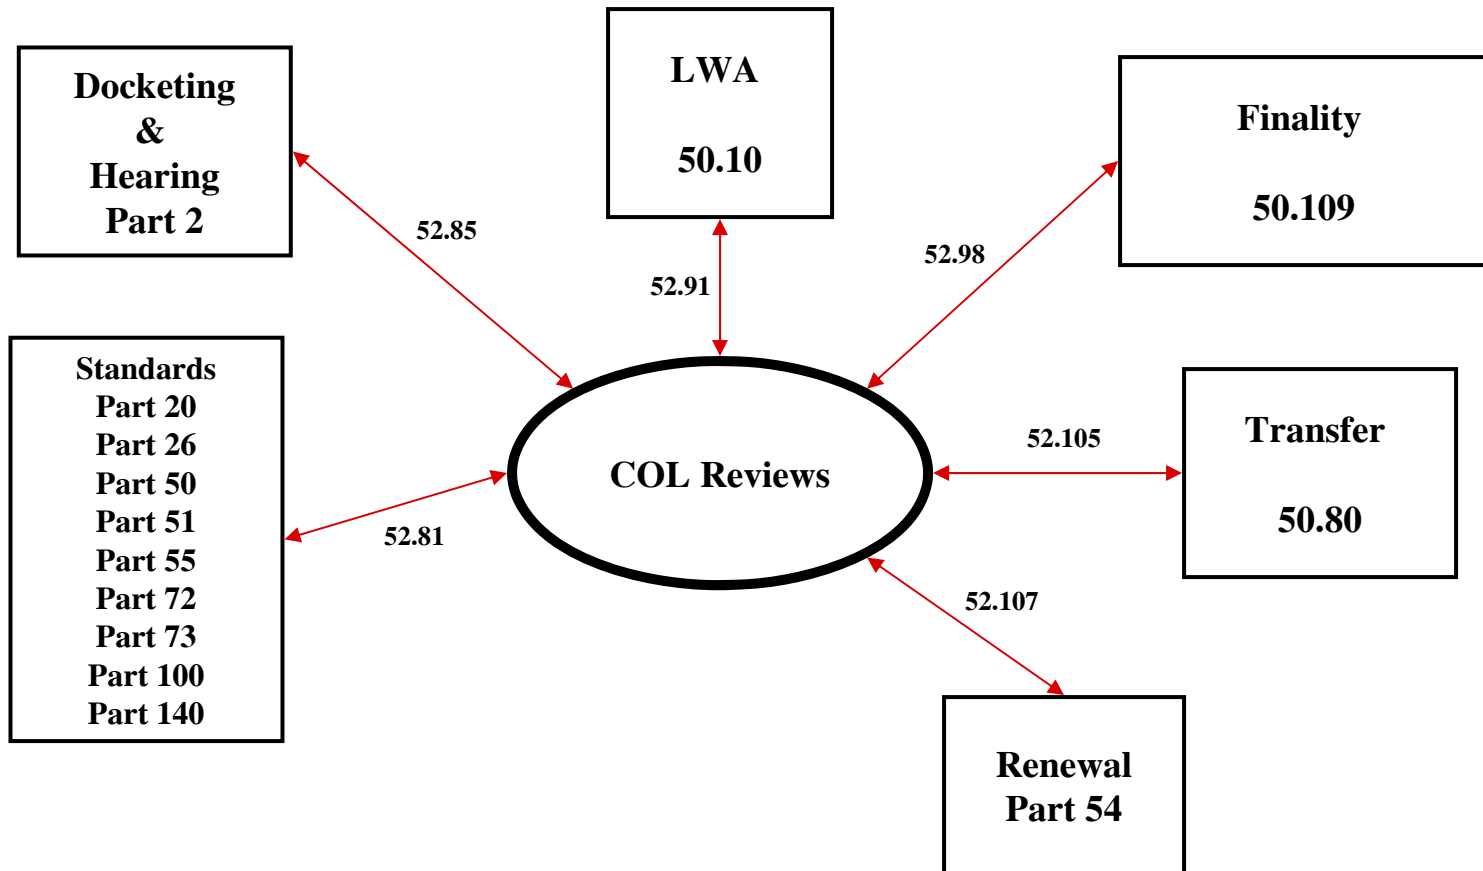 Docketing
&
Hearing
Part 2
LWA
50.10
Finality
50.109
52.85
52.91
52.98
Standards
Part 20
Part 26
Part 50
Part 51
Part 55
Part 72
Part 73
Part 100
Part 140
52.81
COL Reviews
52.105
Transfer
50.80
52.107
Renewal
Part 54